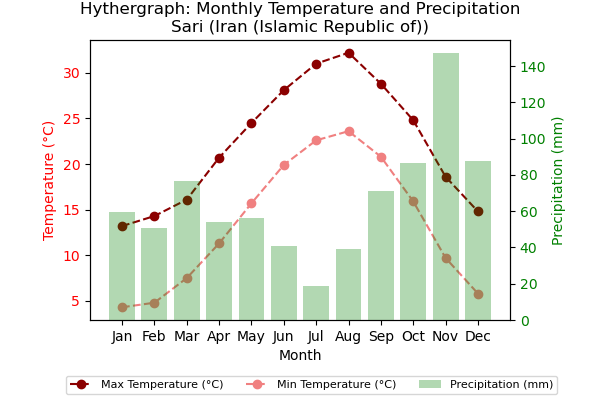 Hythergraph: Monthly Temperature and Precipitation
Sari (Iran (Islamic Republic of))
Temperature (°C)
30
25
20
15
10
5
140
120
100
80
60
40
20
0
Precipitation (mm)
Jan Feb Mar Apr May Jun Jul Aug Sep Oct Nov Dec
Month
Max Temperature (°C) Min Temperature (°C) Precipitation (mm)